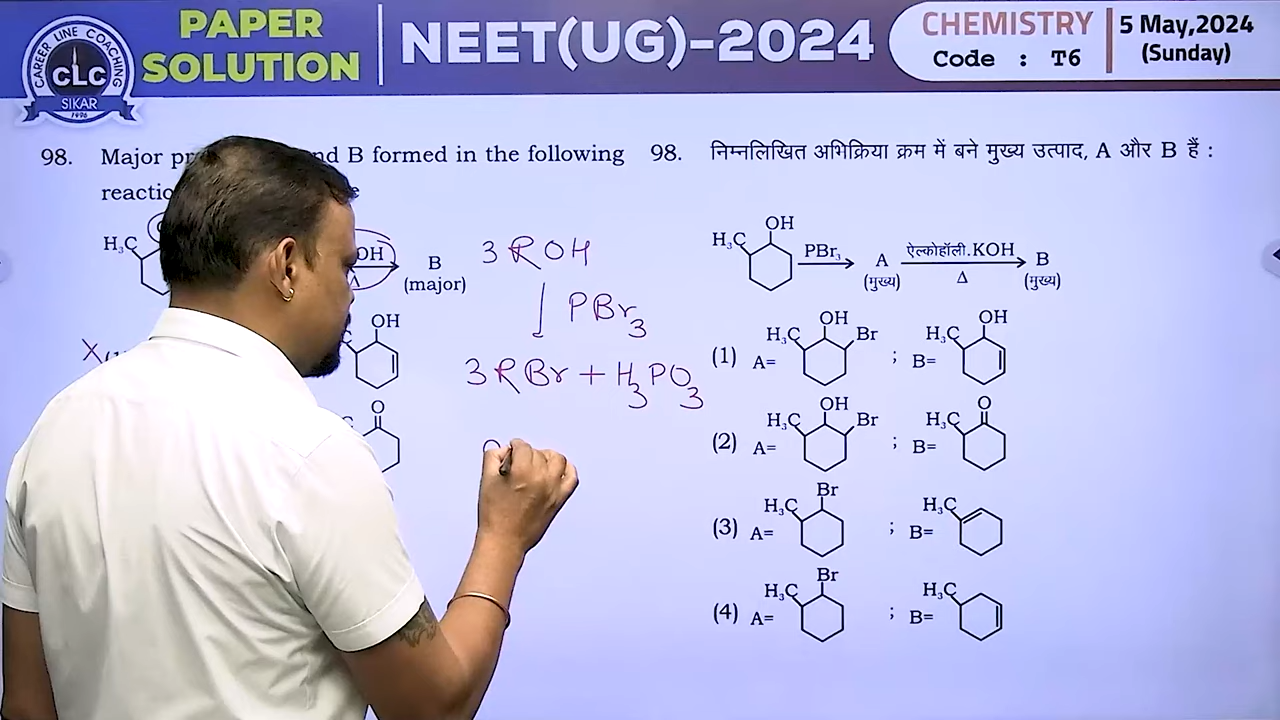 CAREER LINE COACHING
CLC
SIKAR
1996
PAPER
SOLUTION
NEET(UG)-2024
CHEMISTRY
Code : T6
5 May,2024
(Sunday)
98. Major
and B formed in the following
98. निम्नलिखित अभिक्रिया क्रम में बने मुख्य उत्पाद, A और B हैं :
H₃C
OH
B
(major)
3ROH
PBr₃
3RBr + H₃PO₃
X
OH
O
OH
H₃C
PBr₃
A
(मुख्य)
ऐल्कोहॉली.KOH
Δ
B
(मुख्य)
(1) A= H₃C OH Br ; B= H₃C OH
(2) A= H₃C OH Br ; B= H₃C O
(3) A= H₃C Br ; B= H₃C
(4) A= H₃C Br ; B= H₃C